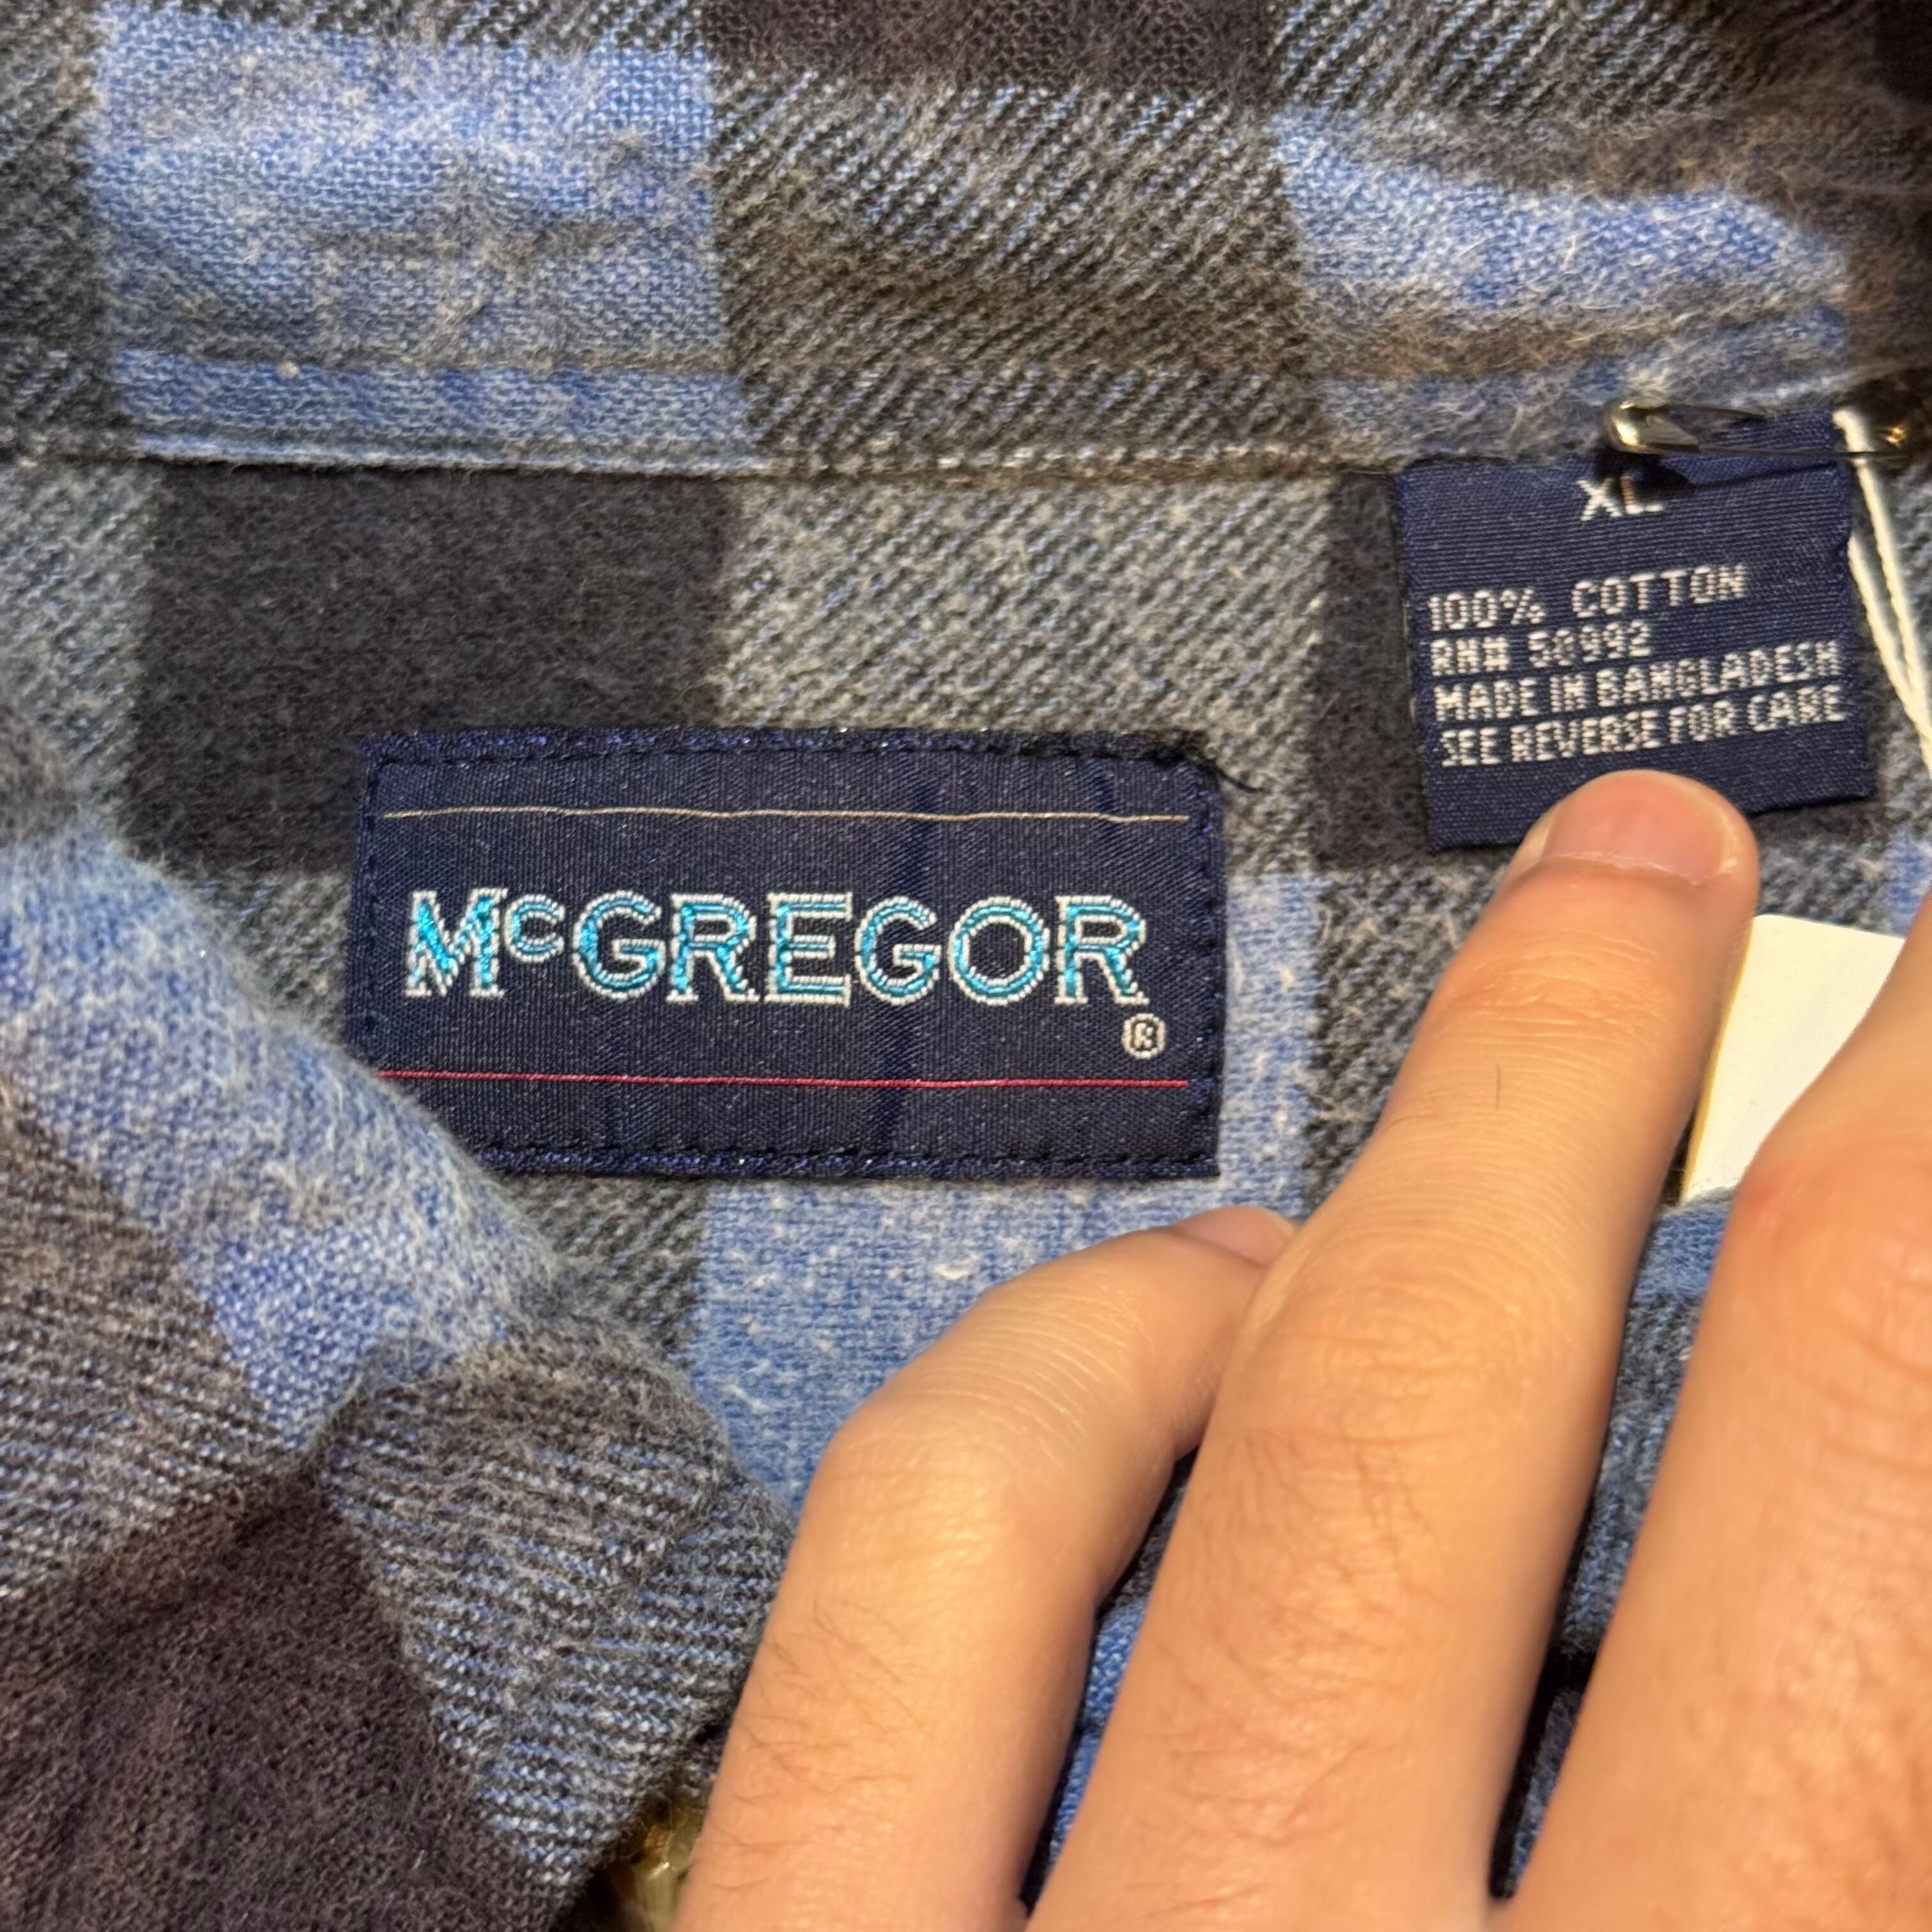 McGREGOR
®
XL
100% COTTON
RN# 50992
MADE IN BANGLADESH
SEE REVERSE FOR CARE